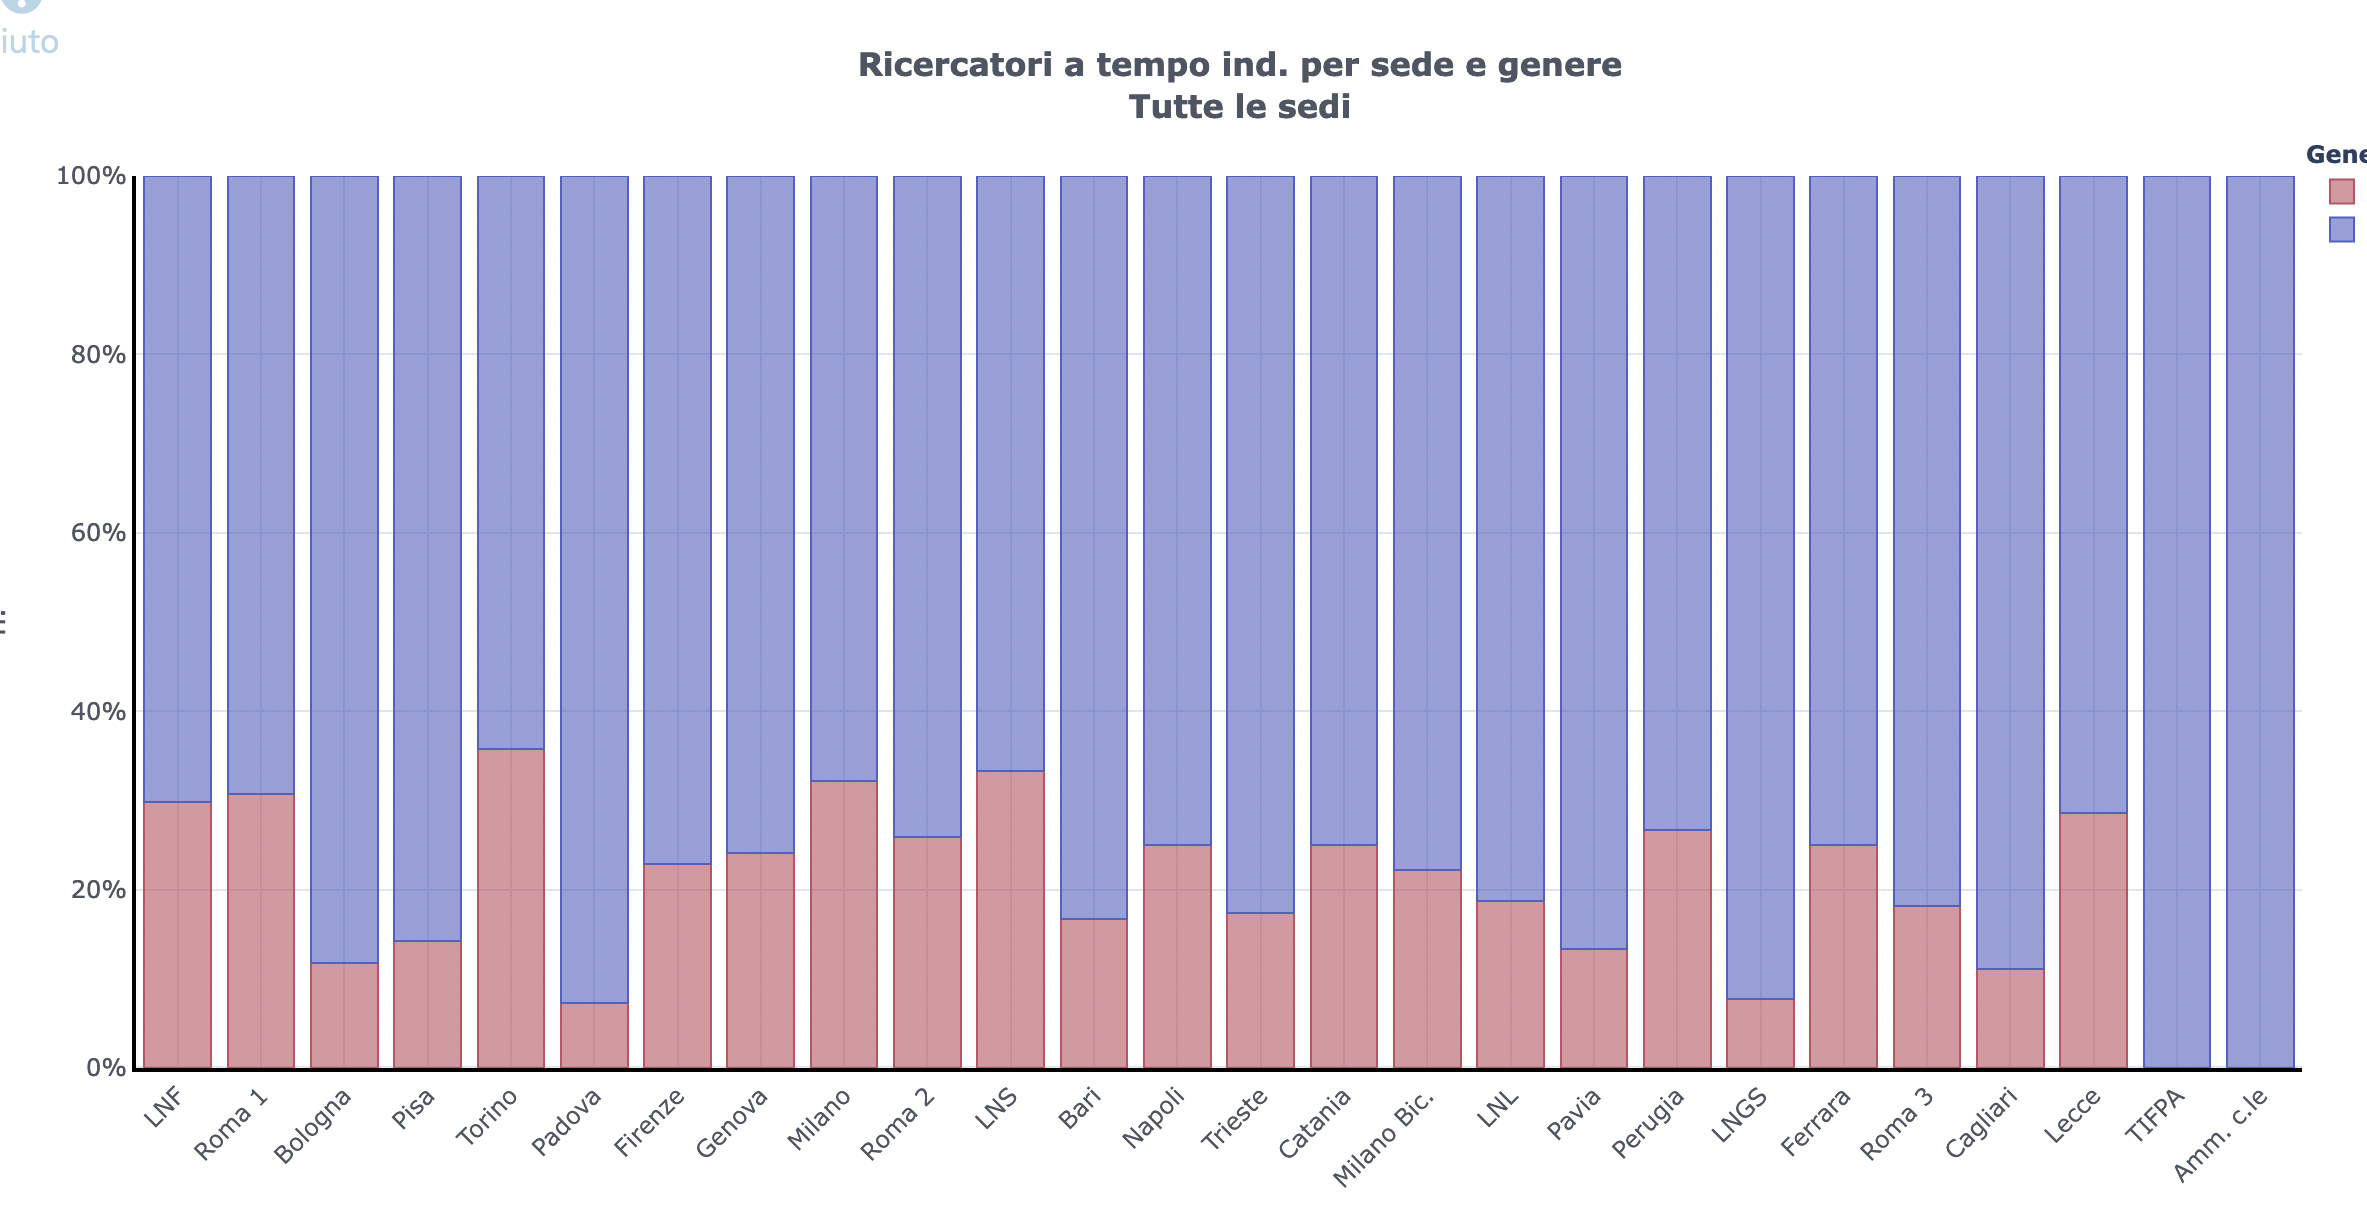 iuto
Ricercatori a tempo ind. per sede e genere
Tutte le sedi
Gene
100%
80%
60%
40%
20%
0%
LNF
Roma 1
Bologna
Pisa
Torino
Padova
Firenze
Genova
Milano
Roma 2
LNS
Bari
Napoli
Trieste
Catania
Milano Bic.
LNL
Pavia
Perugia
LNGS
Ferrara
Roma 3
Cagliari
Lecce
TIFPA
Amm. c.le